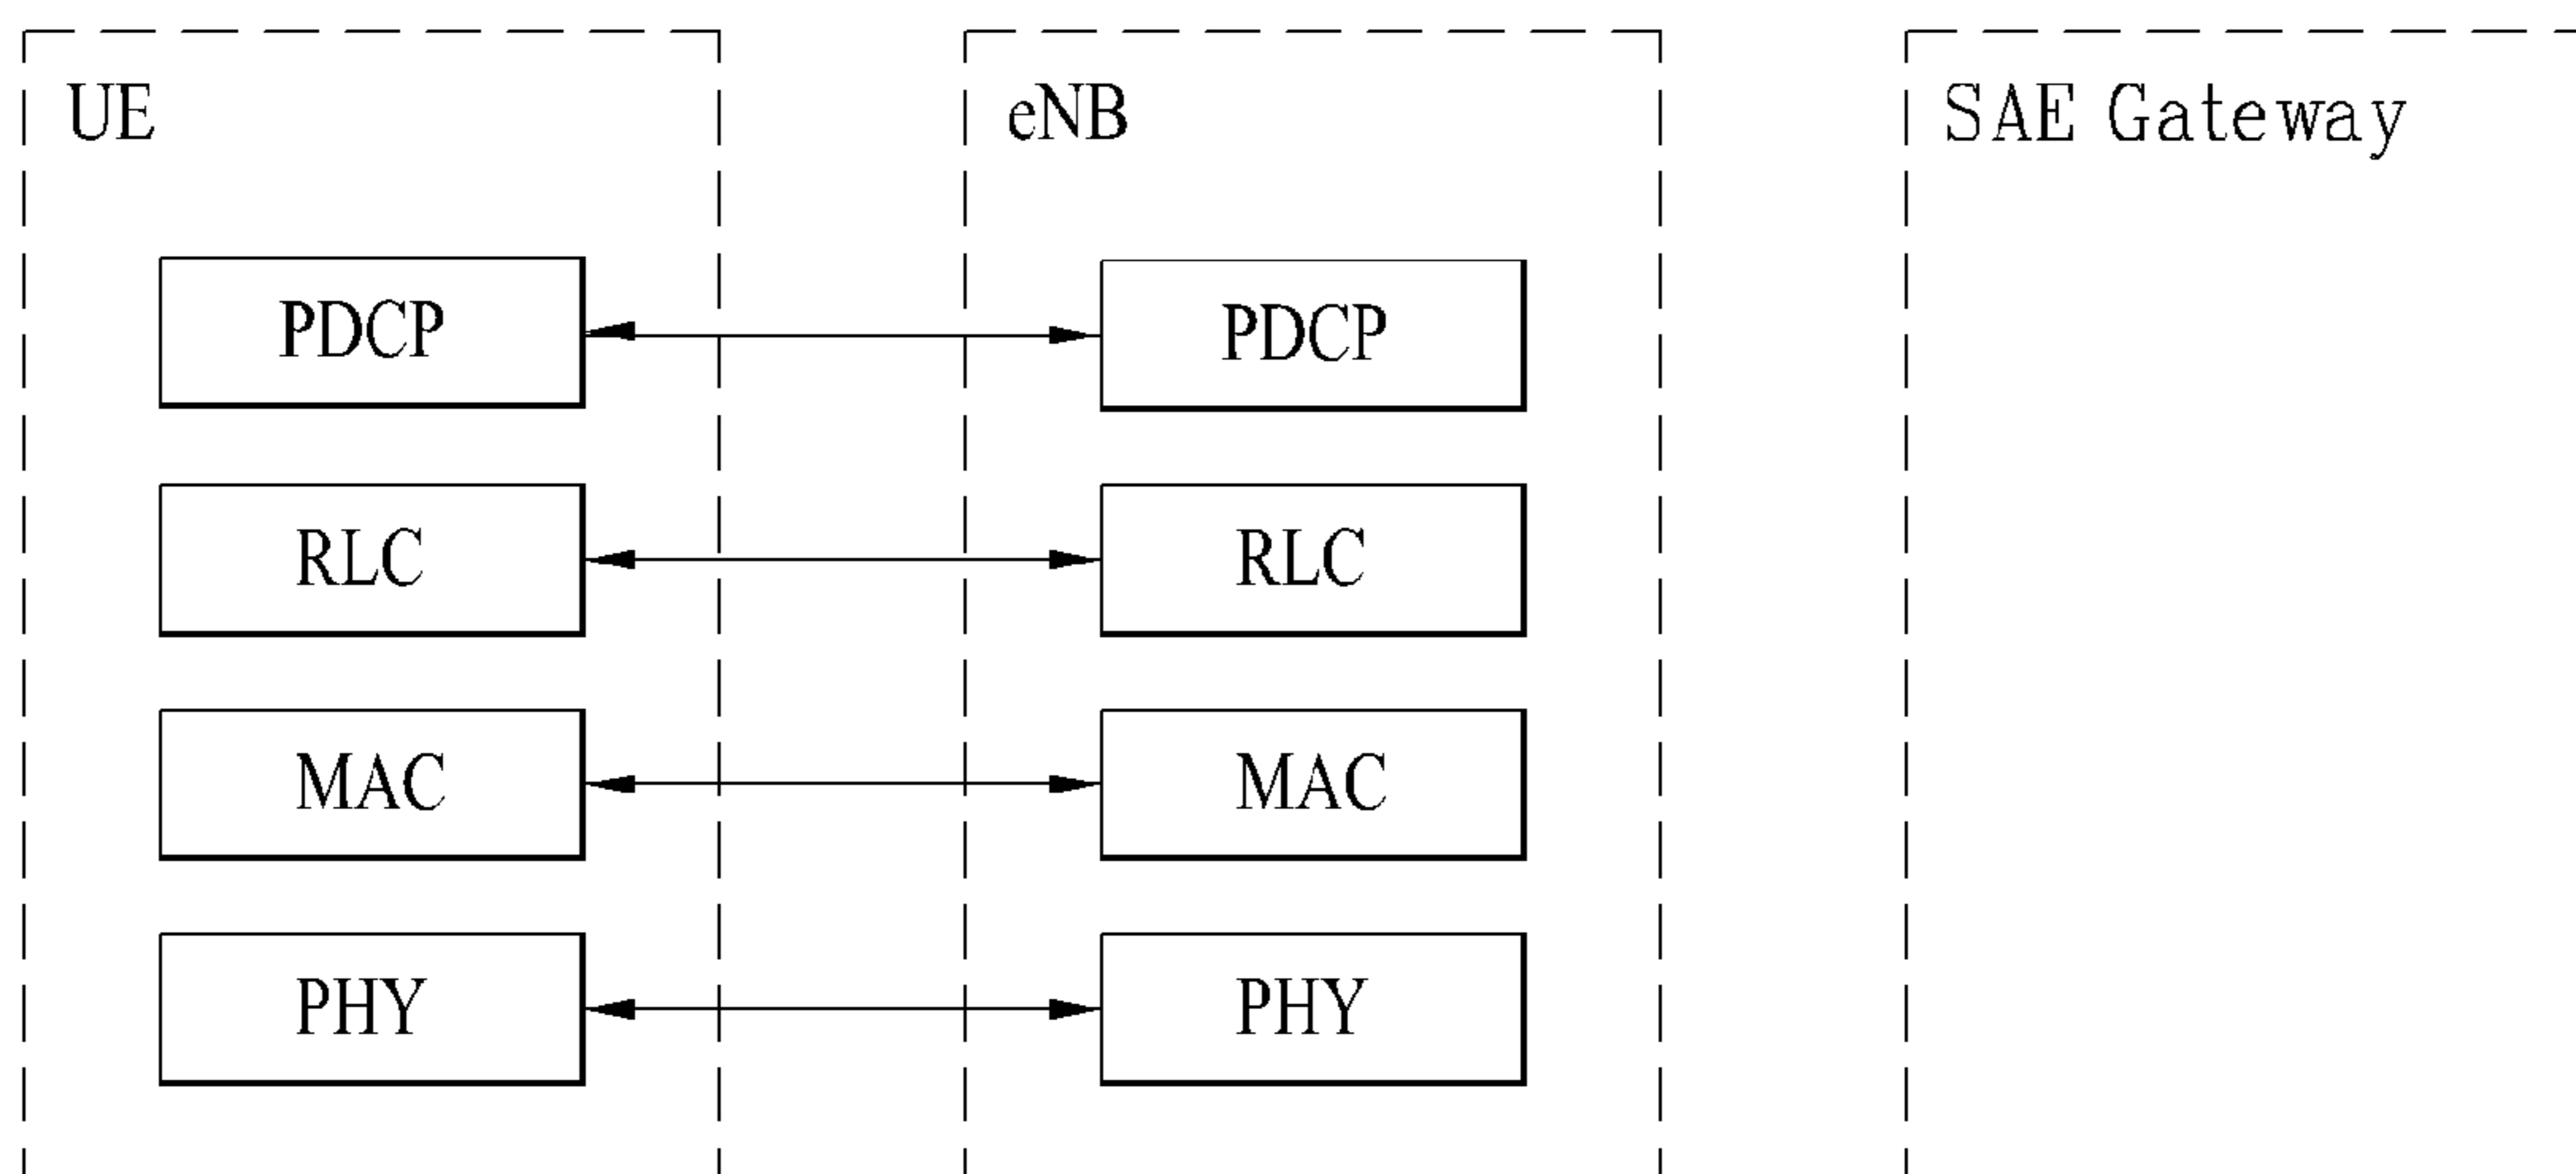 UE
eNB
SAE Gateway
PDCP
PDCP
RLC
RLC
MAC
MAC
PHY
PHY